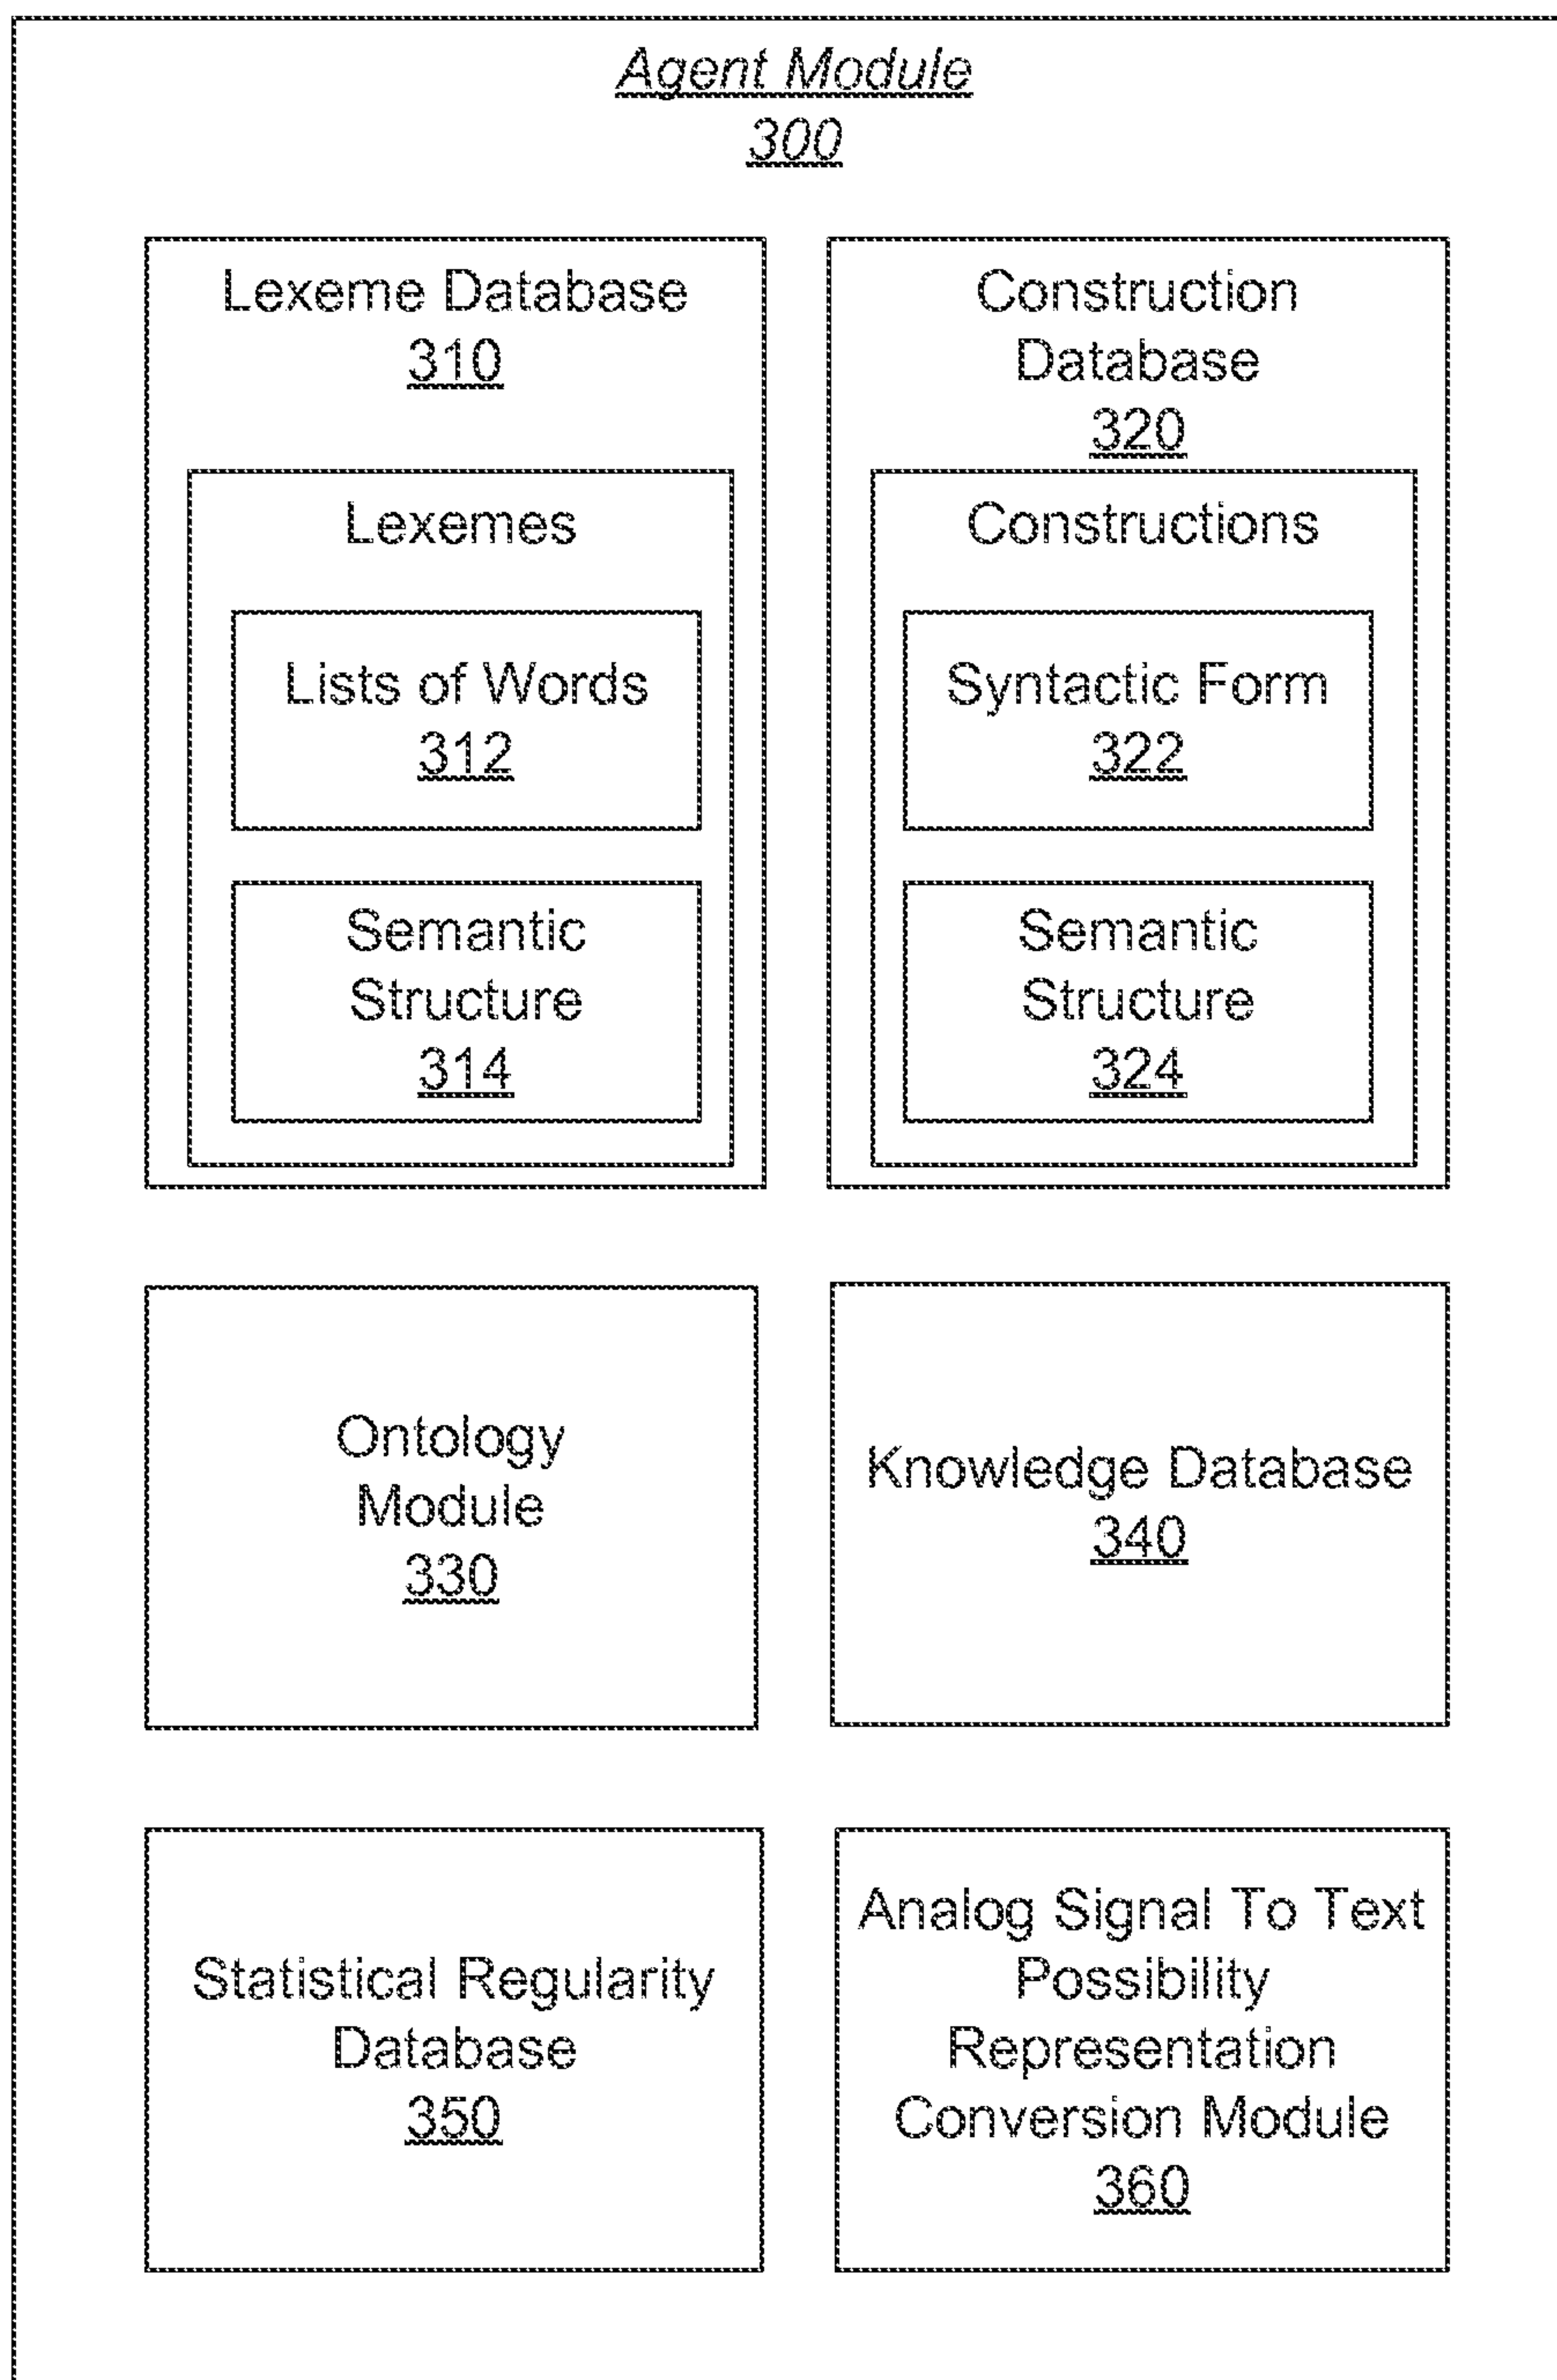 Agent Module
300
Lexeme Database
310
Lexemes
Lists of Words
312
Semantic
Structure
314
Construction
Database
320
Constructions
Syntactic Form
322
Semantic
Structure
324
Ontology
Module
330
Knowledge Database
340
Statistical Regularity
Database
350
Analog Signal To Text
Possibility
Representation
Conversion Module
360